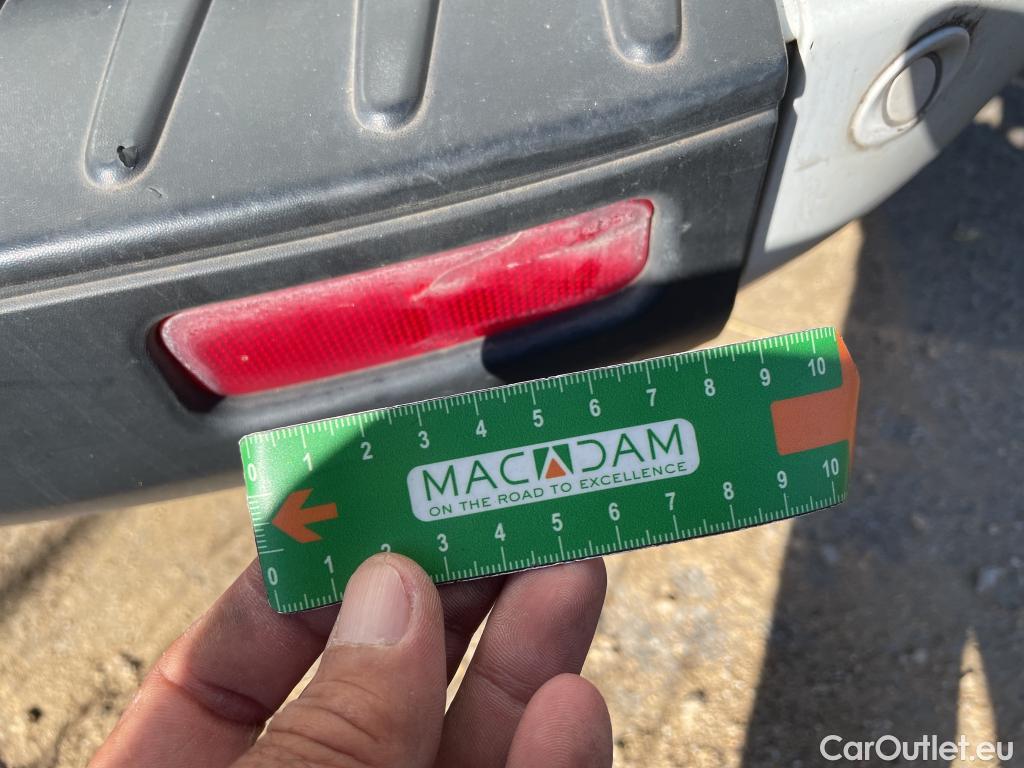 0 1 2 3 4 5 6 7 8 9 10
MACADAM
ON THE ROAD TO EXCELLENCE
0 1 2 3 4 5 6 7 8 9 10
CarOutlet.eu